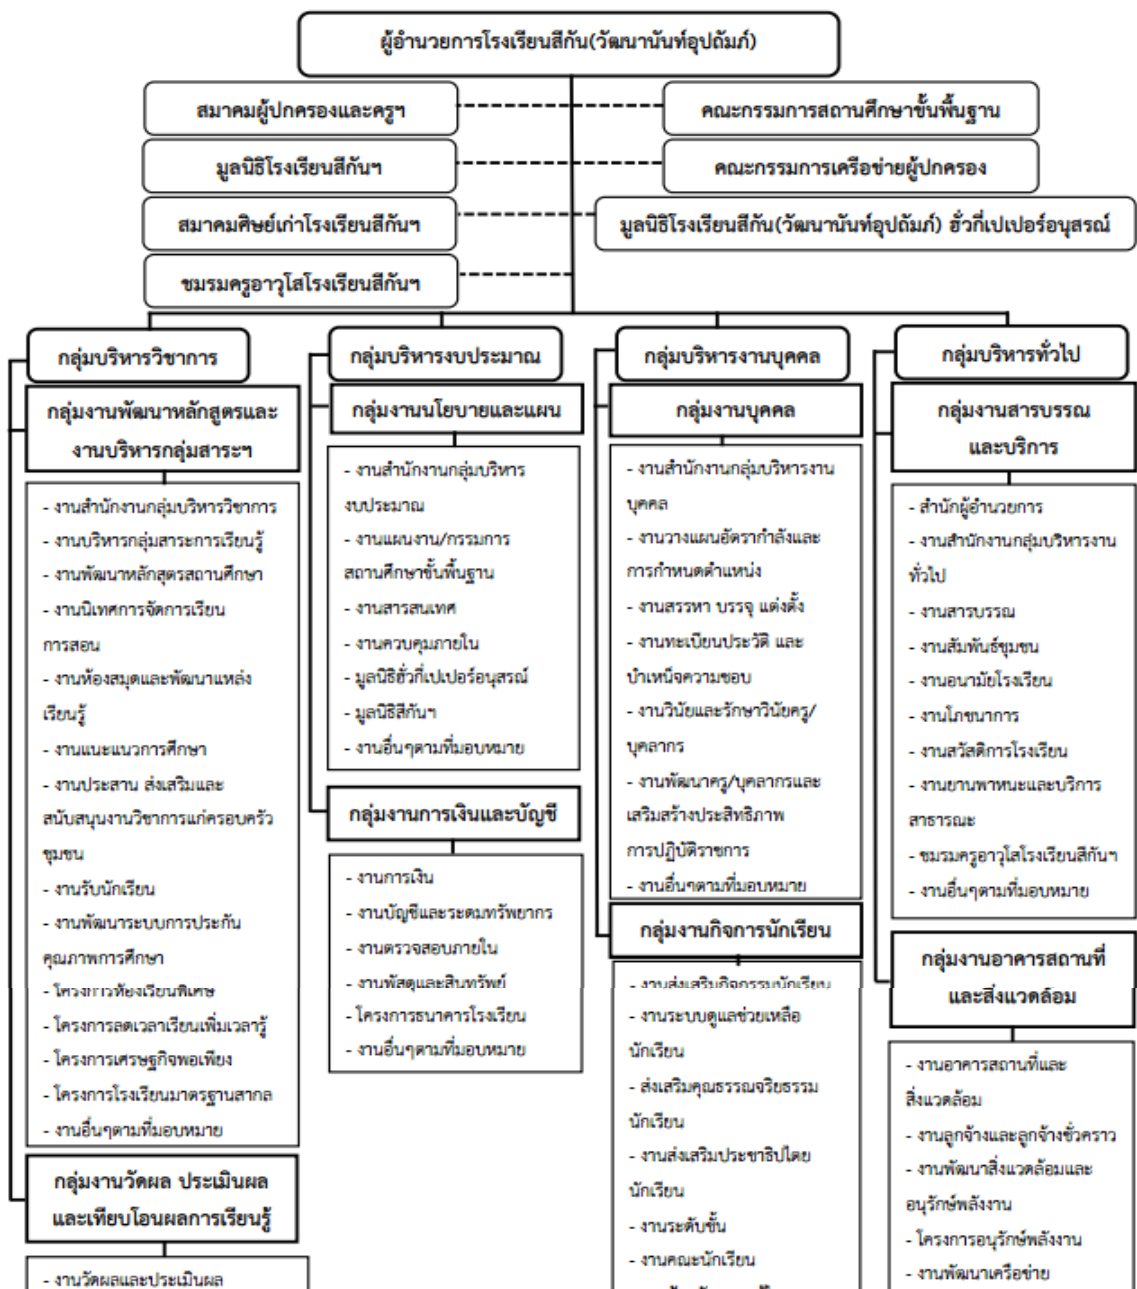 ผู้อำนวยการโรงเรียนสีกัน(วัฒนานันท์อุปถัมภ์)
สมาคมผู้ปกครองและครูฯ
คณะกรรมการสถานศึกษาขั้นพื้นฐาน
มูลนิธิโรงเรียนสีกันฯ
คณะกรรมการเครือข่ายผู้ปกครอง
สมาคมศิษย์เก่าโรงเรียนสีกันฯ
มูลนิธิโรงเรียนสีกัน(วัฒนานันท์อุปถัมภ์) ฮั่วกี่เปเปอร์อนุสรณ์
ชมรมครูอาวุโสโรงเรียนสีกันฯ
กลุ่มบริหารวิชาการ
กลุ่มงานพัฒนาหลักสูตรและ
งานบริหารกลุ่มสาระฯ
- งานสำนักงานกลุ่มบริหารวิชาการ
- งานบริหารกลุ่มสาระการเรียนรู้
- งานพัฒนาหลักสูตรสถานศึกษา
- งานนิเทศการจัดการเรียน
การสอน
- งานห้องสมุดและพัฒนาแหล่ง
เรียนรู้
- งานแนะแนวการศึกษา
- งานประสาน ส่งเสริมและ
สนับสนุนงานวิชาการแก่ครอบครัว
ชุมชน
- งานรับนักเรียน
- งานพัฒนาระบบการประกัน
คุณภาพการศึกษา
- โครงการห้องเรียนพิเศษ
- โครงการลดเวลาเรียนเพิ่มเวลารู้
- โครงการเศรษฐกิจพอเพียง
- โครงการโรงเรียนมาตรฐานสากล
- งานอื่นๆตามที่มอบหมาย
กลุ่มงานวัดผล ประเมินผล
และเทียบโอนผลการเรียนรู้
- งานวัดผลและประเมินผล
กลุ่มบริหารงบประมาณ
กลุ่มงานนโยบายและแผน
- งานสำนักงานกลุ่มบริหาร
งบประมาณ
- งานแผนงาน/กรรมการ
สถานศึกษาขั้นพื้นฐาน
- งานสารสนเทศ
- งานควบคุมภายใน
- มูลนิธิฮั่วกี่เปเปอร์อนุสรณ์
- มูลนิธิสีกันฯ
- งานอื่นๆตามที่มอบหมาย
กลุ่มงานการเงินและบัญชี
- งานการเงิน
- งานบัญชีและระดมทรัพยากร
- งานตรวจสอบภายใน
- งานพัสดุและสินทรัพย์
- โครงการธนาคารโรงเรียน
- งานอื่นๆตามที่มอบหมาย
กลุ่มบริหารงานบุคคล
กลุ่มงานบุคคล
- งานสำนักงานกลุ่มบริหารงาน
บุคคล
- งานวางแผนอัตรากำลังและ
การกำหนดตำแหน่ง
- งานสรรหา บรรจุ แต่งตั้ง
- งานทะเบียนประวัติ และ
บำเหน็จความชอบ
- งานวินัยและรักษาวินัยครู/
บุคลากร
- งานพัฒนาครู/บุคลากรและ
เสริมสร้างประสิทธิภาพ
การปฏิบัติราชการ
- งานอื่นๆตามที่มอบหมาย
กลุ่มงานกิจการนักเรียน
- งานส่งเสริมกิจกรรมนักเรียน
- งานระบบดูแลช่วยเหลือ
นักเรียน
- ส่งเสริมคุณธรรมจริยธรรม
นักเรียน
- งานส่งเสริมประชาธิปไตย
นักเรียน
- งานระดับชั้น
- งานคณะนักเรียน
กลุ่มบริหารทั่วไป
กลุ่มงานสารบรรณ
และบริการ
- สำนักผู้อำนวยการ
- งานสำนักงานกลุ่มบริหารงาน
ทั่วไป
- งานสารบรรณ
- งานสัมพันธ์ชุมชน
- งานอนามัยโรงเรียน
- งานโภชนาการ
- งานสวัสดิการโรงเรียน
- งานยานพาหนะและบริการ
สาธารณะ
- ชมรมครูอาวุโสโรงเรียนสีกันฯ
- งานอื่นๆตามที่มอบหมาย
กลุ่มงานอาคารสถานที่
และสิ่งแวดล้อม
- งานอาคารสถานที่และ
สิ่งแวดล้อม
- งานลูกจ้างและลูกจ้างชั่วคราว
- งานพัฒนาสิ่งแวดล้อมและ
อนุรักษ์พลังงาน
- โครงการอนุรักษ์พลังงาน
- งานพัฒนาเครือข่าย